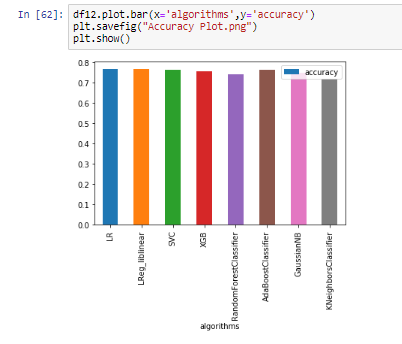 In [62]: df12.plot.bar(x='algorithms',y='accuracy')
plt.savefig("Accuracy Plot.png")
plt.show()
0.8
0.7
0.6
0.5
0.4
0.3
0.2
0.1
0.0
accuracy
LR
LReg_liblinear
SVC
XGB
RandomForestClassifier
AdaBoostClassifier
GaussianNB
KNeighborsClassifier
algorithms